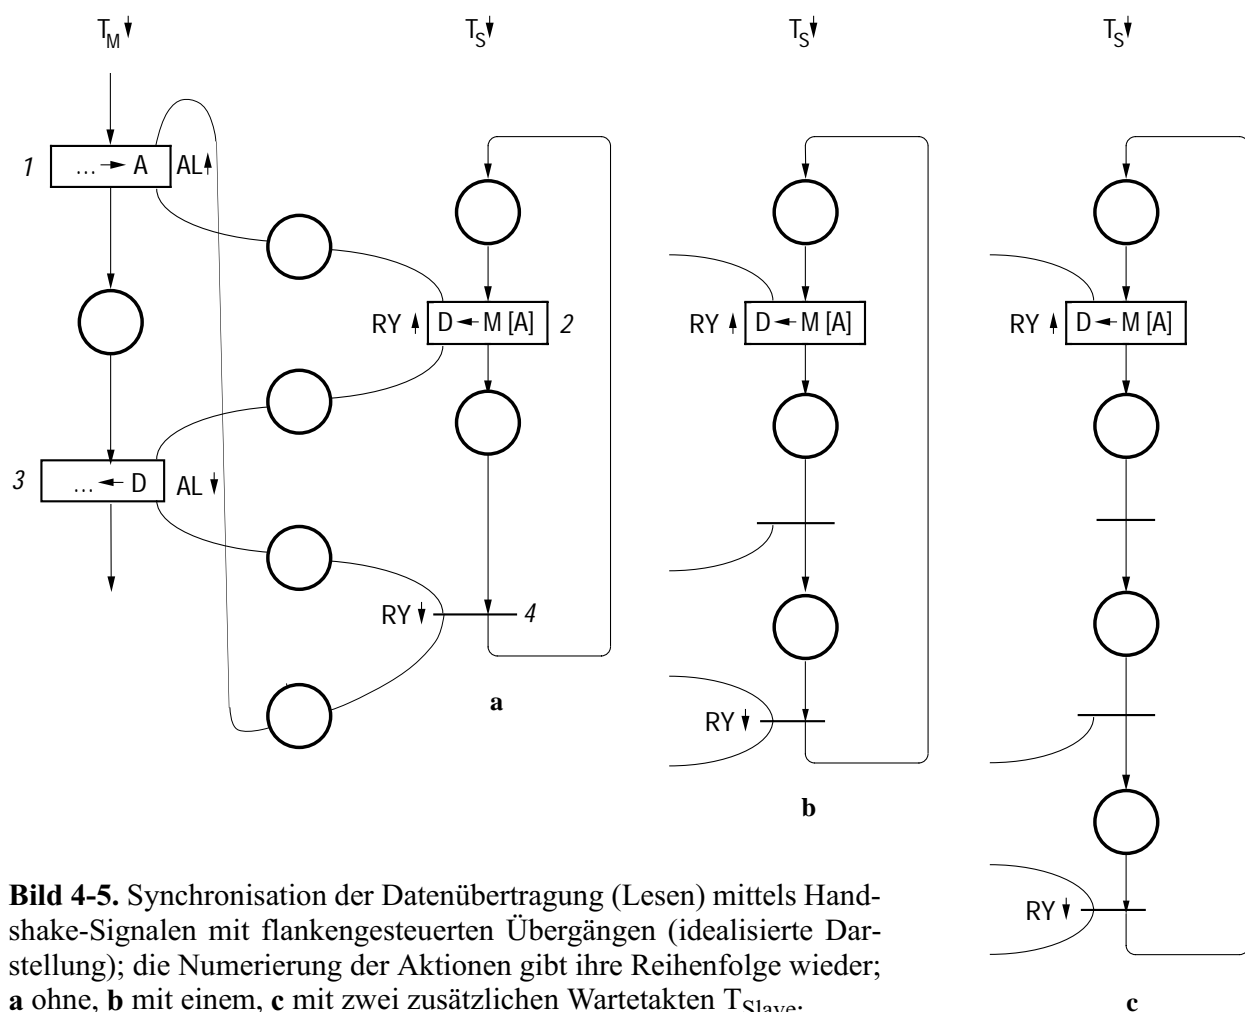 T_M↓ T_S↓ T_S↓ T_S↓
1 ... → A AL↑
RY ↑ D ← M [A] 2
RY ↑ D ← M [A]
RY ↑ D ← M [A]
3 ... ← D AL ↓
RY ↓ 4
a
RY ↓
b
RY ↓
c
Bild 4-5. Synchronisation der Datenübertragung (Lesen) mittels Hand-
shake-Signalen mit flankengesteuerten Übergängen (idealisierte Dar-
stellung); die Numerierung der Aktionen gibt ihre Reihenfolge wieder;
a ohne, b mit einem, c mit zwei zusätzlichen Wartetakten T_Slave.